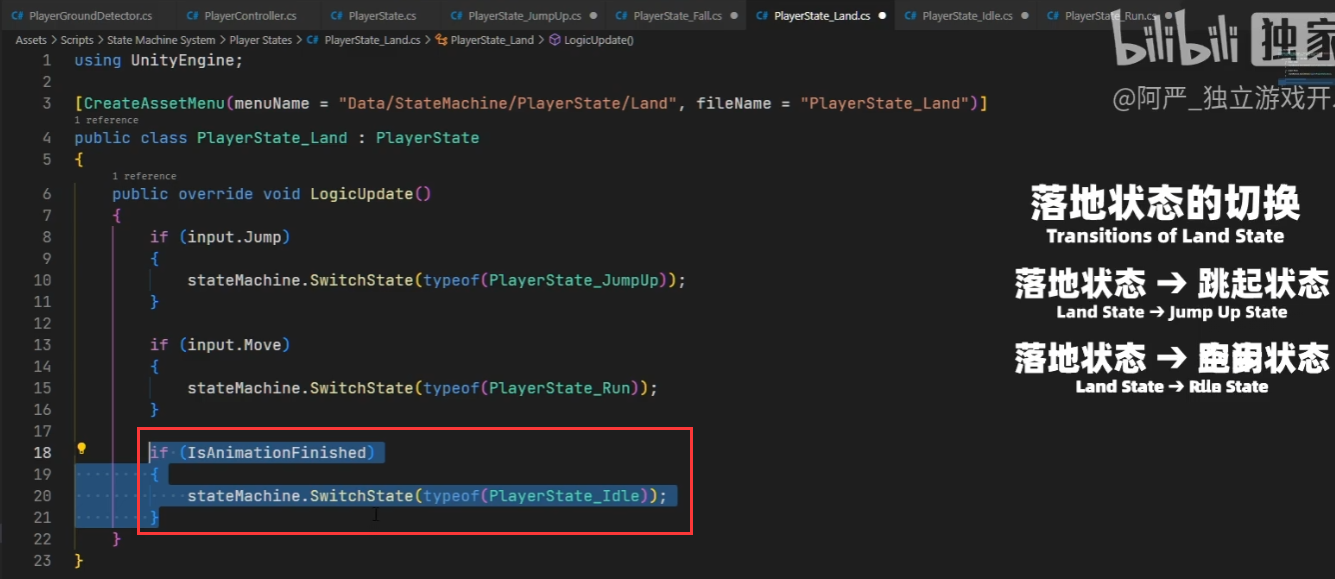 PlayerGroundDetector.cs PlayerController.cs PlayerState.cs PlayerState_JumpUp.cs PlayerState_Fall.cs PlayerState_Land.cs PlayerState_Idle.cs PlayerState_Run.cs
Assets > Scripts > State Machine System > Player States > PlayerState_Land.cs > PlayerState_Land > LogicUpdate()
bilibili 独家
@阿严_独立游戏开
1 using UnityEngine;
2
3 [CreateAssetMenu(menuName = "Data/StateMachine/PlayerState/Land", fileName = "PlayerState_Land")]
1 reference
4 public class PlayerState_Land : PlayerState
5 {
1 reference
6 public override void LogicUpdate()
7 {
8 if (input.Jump)
9 {
10 stateMachine.SwitchState(typeof(PlayerState_JumpUp));
11 }
12
13 if (input.Move)
14 {
15 stateMachine.SwitchState(typeof(PlayerState_Run));
16 }
17
18 if (IsAnimationFinished)
19 {
20 stateMachine.SwitchState(typeof(PlayerState_Idle));
21 }
22 }
23 }
落地状态的切换
Transitions of Land State
落地状态 → 跳起状态
Land State → Jump Up State
落地状态 → 状态
Land State → State